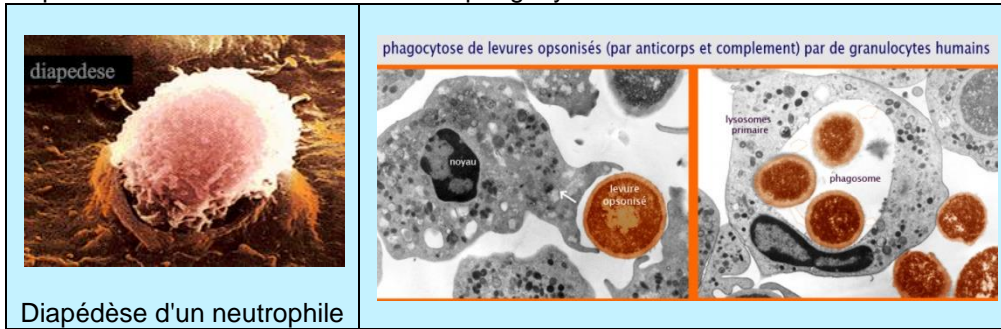 diapedese
Diapédèse d'un neutrophile
phagocytose de levures opsonisés (par anticorps et complement) par de granulocytes humains
noyau
levure
opsonisé
lysosomes
primaire
phagosome